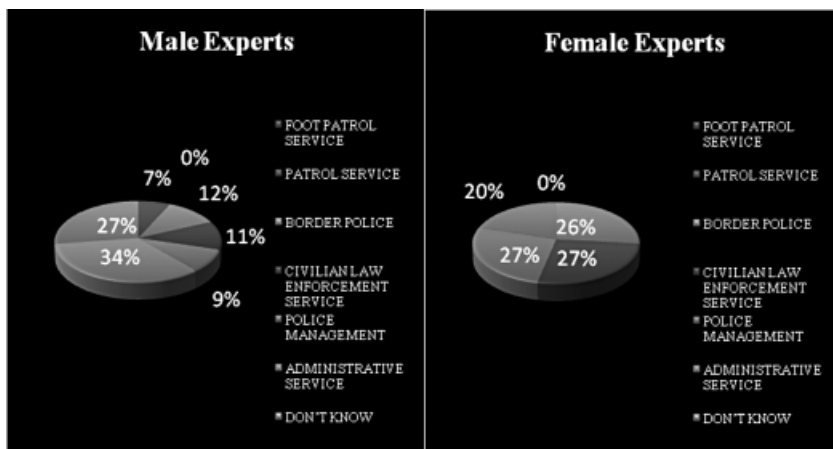 Male Experts
0%
7%
12%
27%
11%
34%
9%
FOOT PATROL
SERVICE
PATROL SERVICE
BORDER POLICE
CIVILIAN LAW
ENFORCEMENT
SERVICE
POLICE
MANAGEMENT
ADMINISTRATIVE
SERVICE
DON'T KNOW
Female Experts
20%
0%
26%
27%
27%
FOOT PATROL
SERVICE
PATROL SERVICE
BORDER POLICE
CIVILIAN LAW
ENFORCEMENT
SERVICE
POLICE
MANAGEMENT
ADMINISTRATIVE
SERVICE
DON'T KNOW